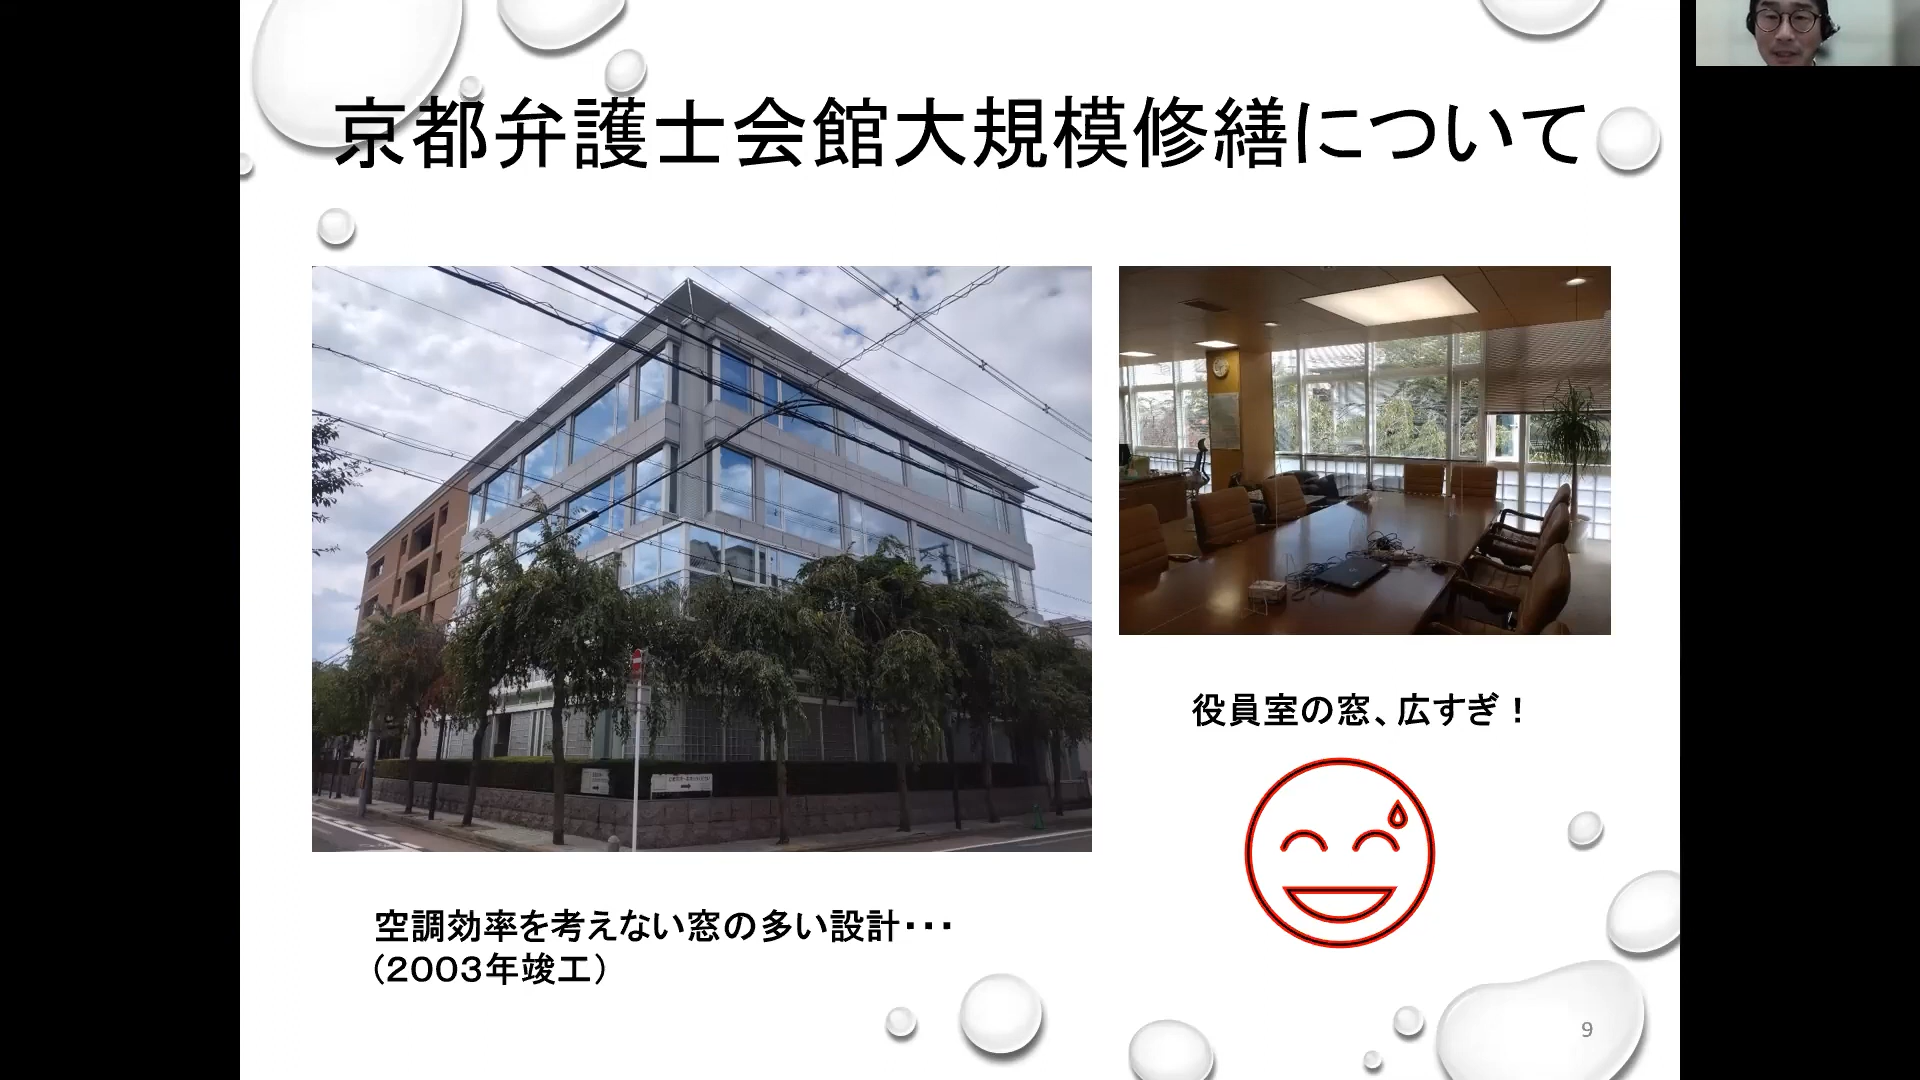 京都弁護士会館大規模修繕について
役員室の窓、広すぎ！
空調効率を考えない窓の多い設計・・・
（２００３年竣工）
9